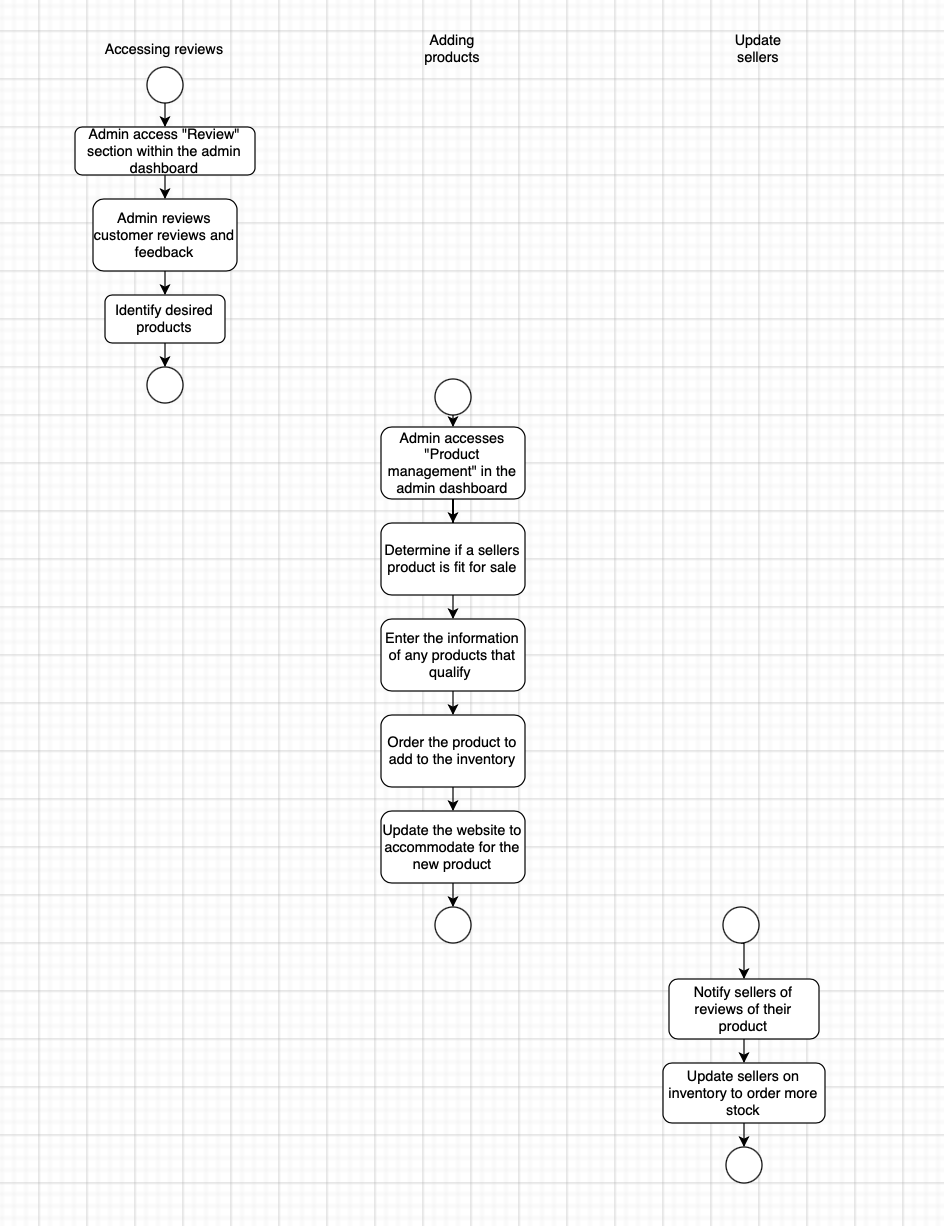 Accessing reviews
Adding
products
Update
sellers
Admin access "Review"
section within the admin
dashboard
Admin reviews
customer reviews and
feedback
Identify desired
products
Admin accesses
"Product
management" in the
admin dashboard
Determine if a sellers
product is fit for sale
Enter the information
of any products that
qualify
Order the product to
add to the inventory
Update the website to
accommodate for the
new product
Notify sellers of
reviews of their
product
Update sellers on
inventory to order more
stock